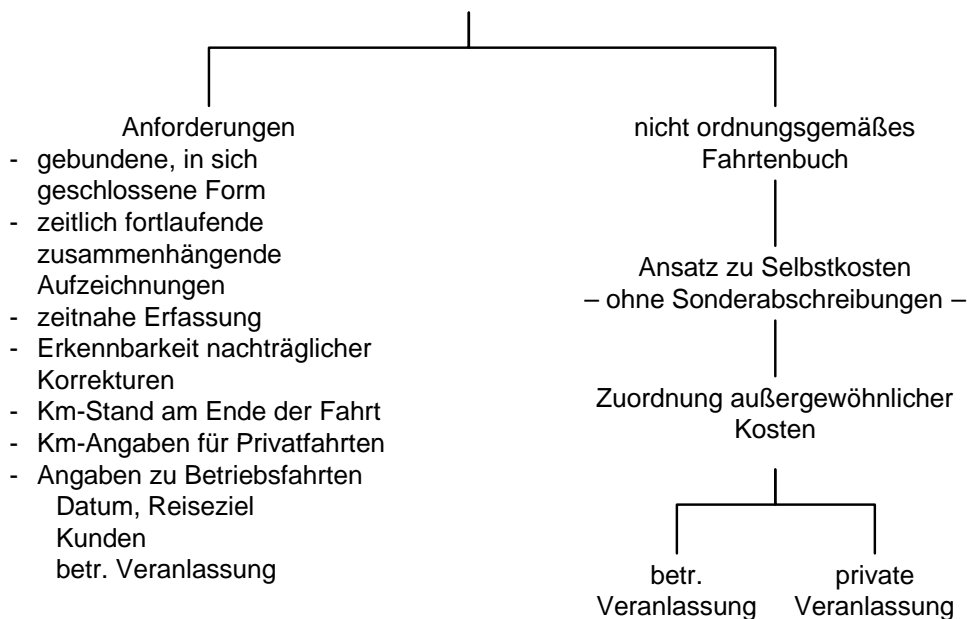 Anforderungen
- gebundene, in sich
geschlossene Form
- zeitlich fortlaufende
zusammenhängende
Aufzeichnungen
- zeitnahe Erfassung
- Erkennbarkeit nachträglicher
Korrekturen
- Km-Stand am Ende der Fahrt
- Km-Angaben für Privatfahrten
- Angaben zu Betriebsfahrten
Datum, Reiseziel
Kunden
betr. Veranlassung
nicht ordnungsgemäßes
Fahrtenbuch
Ansatz zu Selbstkosten
– ohne Sonderabschreibungen –
Zuordnung außergewöhnlicher
Kosten
betr.
Veranlassung
private
Veranlassung